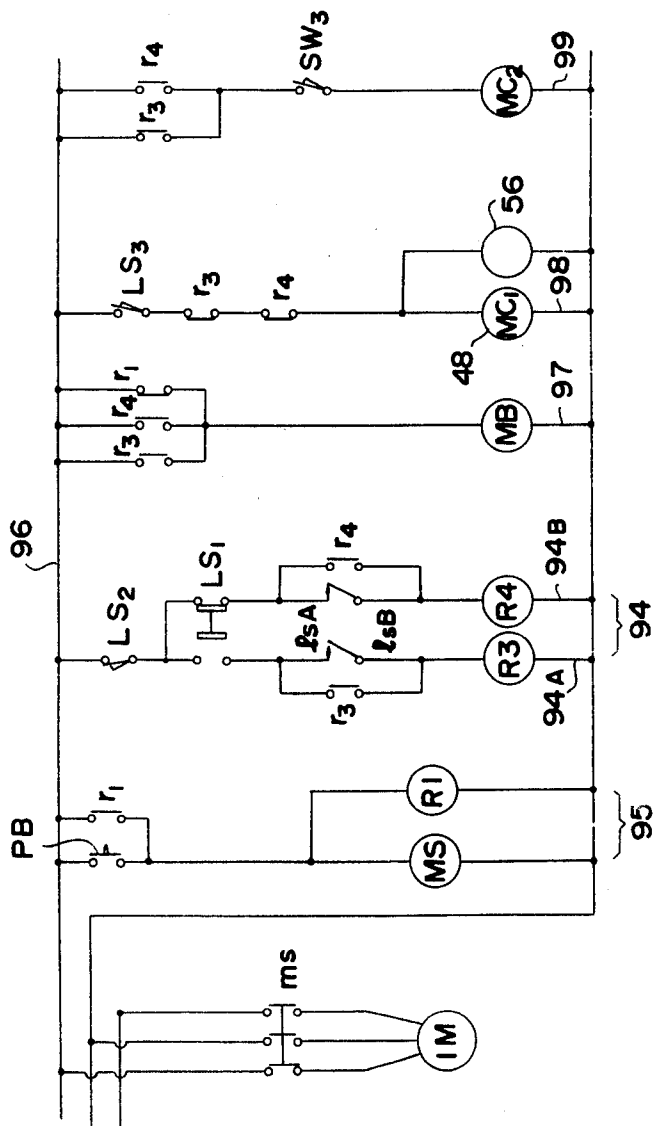 96
PB
r1
LS2
LS1
r3
r4
r1
LS3
r3
r4
r3
r4
SW3
ms
r3
ℓsA
ℓsB
r4
IM
MS
R1
R3
R4
MB
48
MC1
56
MC2
95
94A
94B
94
97
98
99